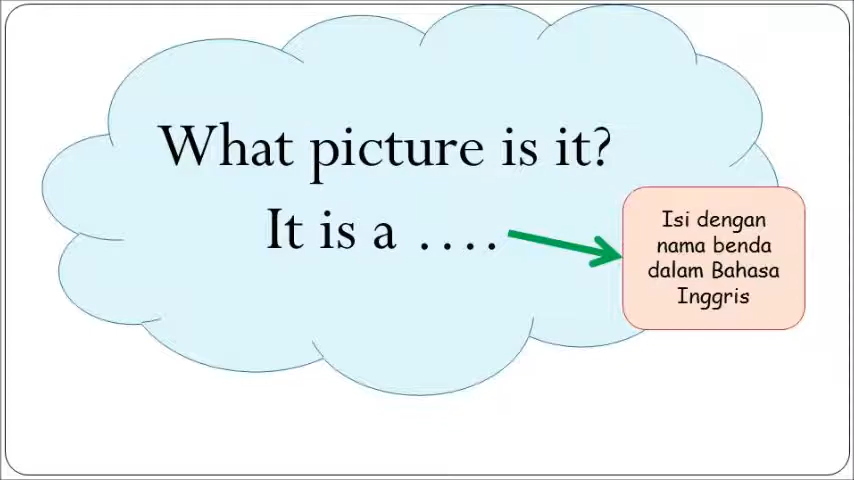 What picture is it?
It is a ....
Isi dengan
nama benda
dalam Bahasa
Inggris